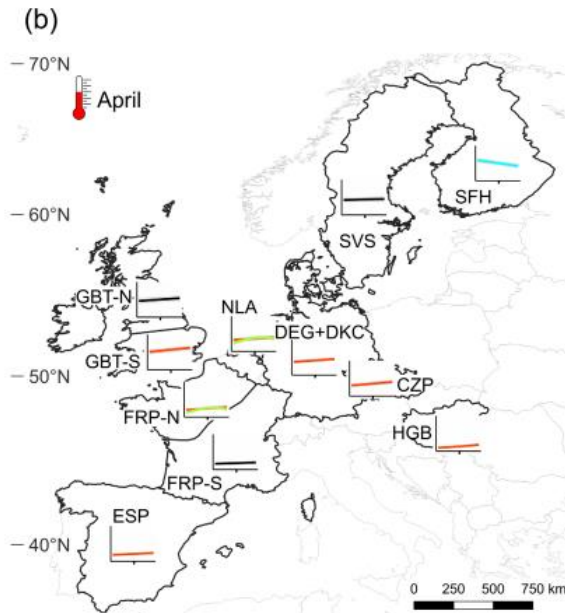 (b)
70°N
April
60°N
SFH
SVS
GBT-N
NLA
DEG+DKC
GBT-S
50°N
CZP
FRP-N
HGB
FRP-S
ESP
40°N
0 250 500 750 km